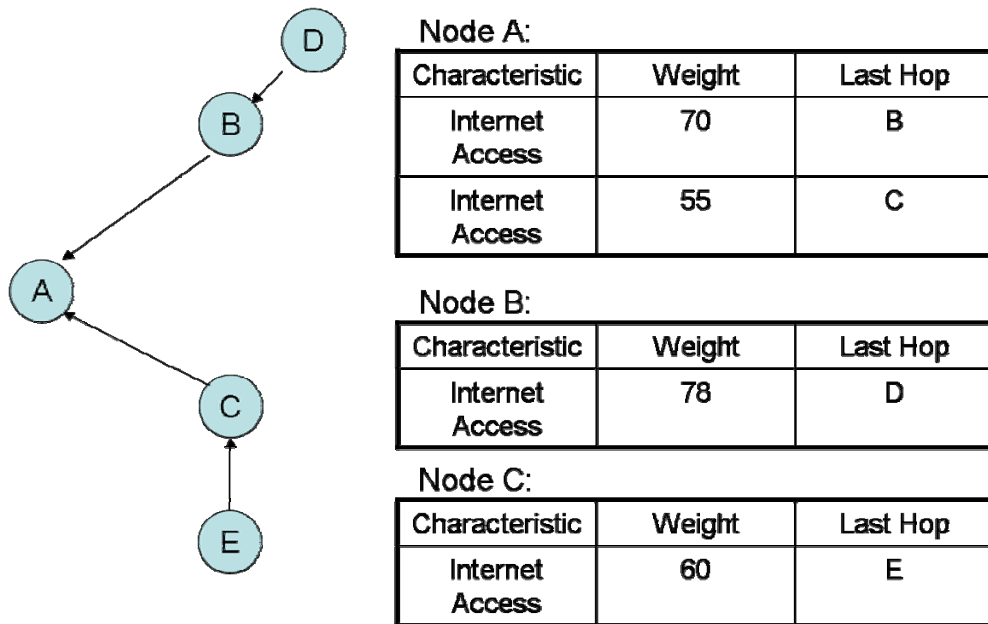 D
B
A
C
E
Node A:
Characteristic Weight Last Hop
Internet 70 B
Access
Internet 55 C
Access
Node B:
Characteristic Weight Last Hop
Internet 78 D
Access
Node C:
Characteristic Weight Last Hop
Internet 60 E
Access